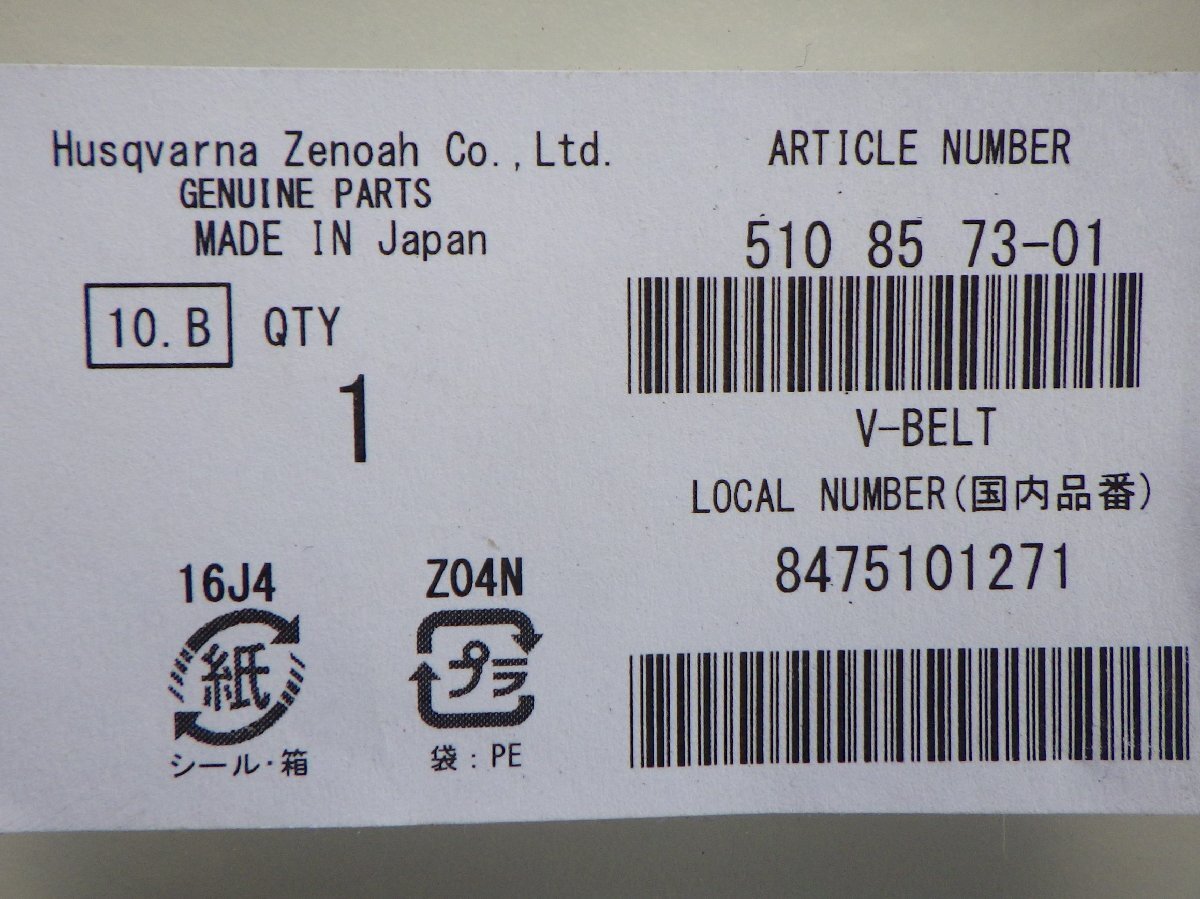 Husqvarna Zenoah Co.,Ltd.
GENUINE PARTS
MADE IN Japan
10.B QTY
1
ARTICLE NUMBER
510 85 73-01
V-BELT
LOCAL NUMBER(国内品番)
8475101271
16J4
紙
シール・箱
Z04N
プラ
袋：PE